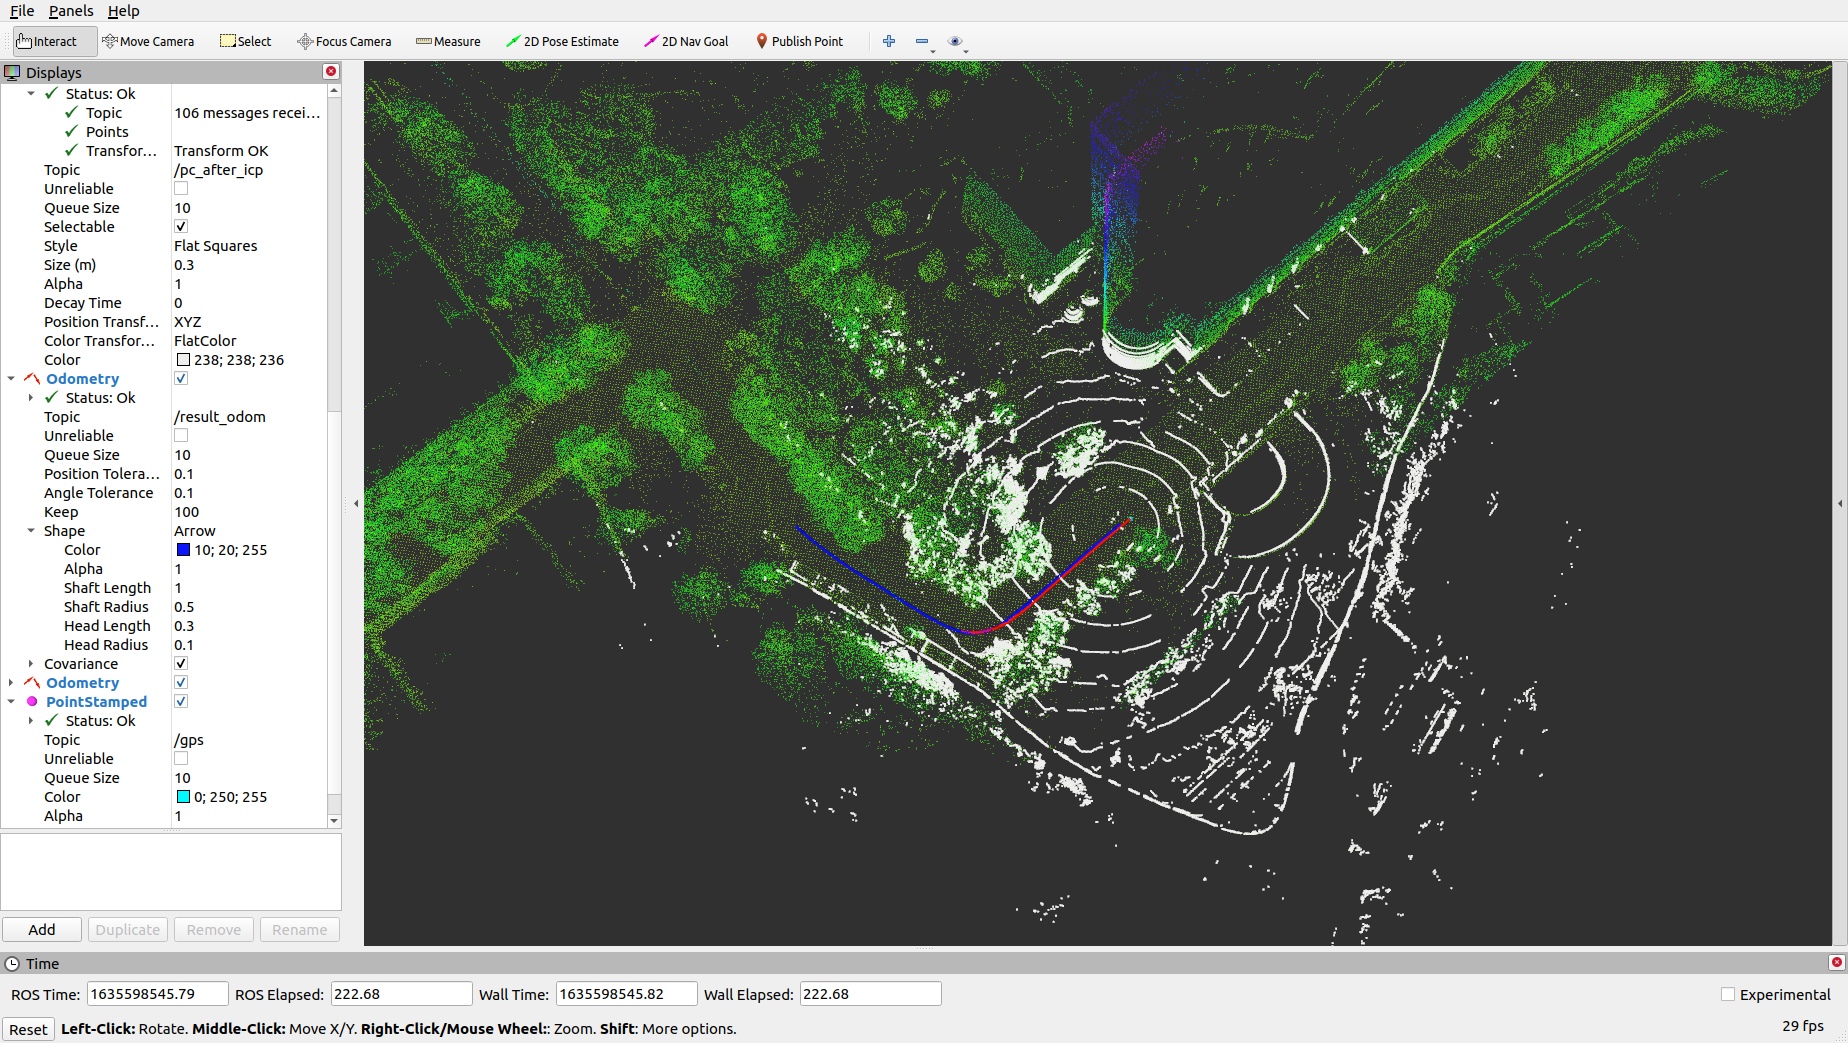 File Panels Help
Interact Move Camera Select Focus Camera Measure 2D Pose Estimate 2D Nav Goal Publish Point
Displays
Status: Ok
Topic 106 messages recei...
Points
Transfor... Transform OK
Topic /pc_after_icp
Unreliable
Queue Size 10
Selectable
Style Flat Squares
Size (m) 0.3
Alpha 1
Decay Time 0
Position Transf... XYZ
Color Transfor... FlatColor
Color 238; 238; 236
Odometry
Status: Ok
Topic /result_odom
Unreliable
Queue Size 10
Position Tolera... 0.1
Angle Tolerance 0.1
Keep 100
Shape Arrow
Color 10; 20; 255
Alpha 1
Shaft Length 1
Shaft Radius 0.5
Head Length 0.3
Head Radius 0.1
Covariance
Odometry
PointStamped
Status: Ok
Topic /gps
Unreliable
Queue Size 10
Color 0; 250; 255
Alpha 1
Add Duplicate Remove Rename
Time
ROS Time: 1635598545.79 ROS Elapsed: 222.68 Wall Time: 1635598545.82 Wall Elapsed: 222.68 Experimental
Reset Left-Click: Rotate. Middle-Click: Move X/Y. Right-Click/Mouse Wheel:: Zoom. Shift: More options. 29 fps